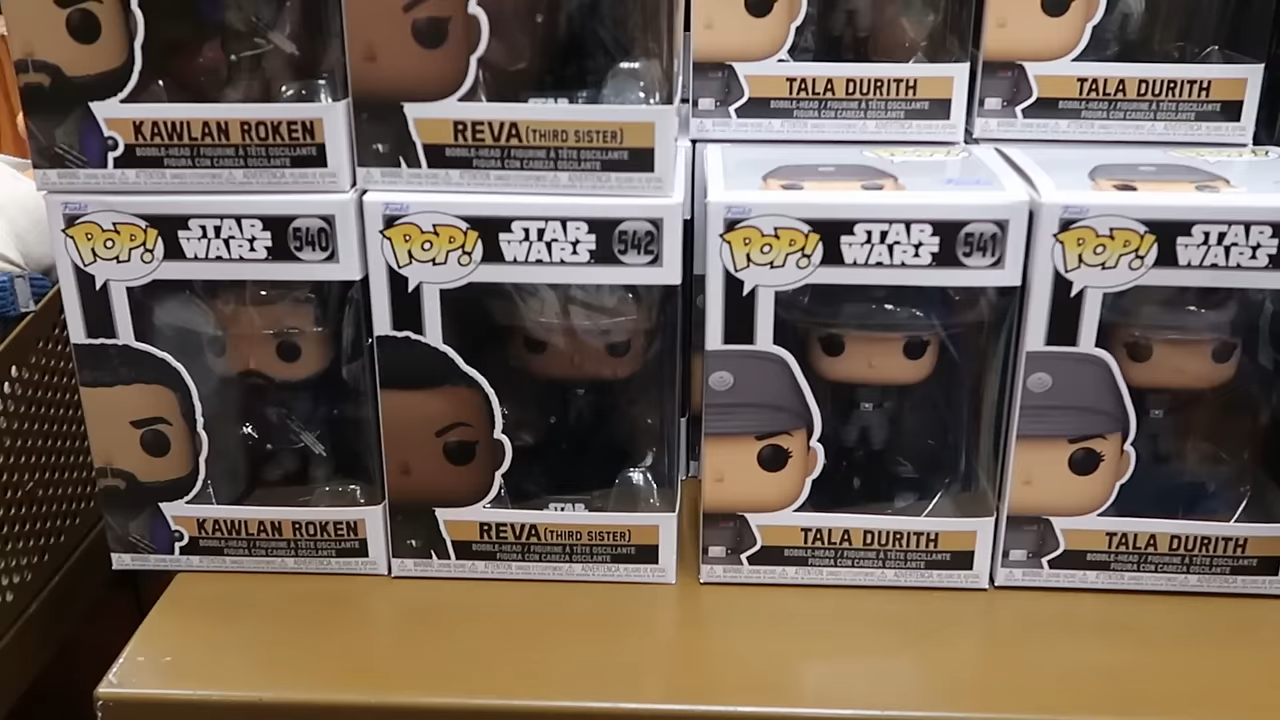 KAWLAN ROKEN
BOBBLE-HEAD / FIGURINE À TÊTE OSCILLANTE
FIGURA CON CABEZA OSCILANTE
REVA (THIRD SISTER)
BOBBLE-HEAD / FIGURINE À TÊTE OSCILLANTE
FIGURA CON CABEZA OSCILANTE
TALA DURITH
BOBBLE-HEAD / FIGURINE À TÊTE OSCILLANTE
FIGURA CON CABEZA OSCILANTE
TALA DURITH
BOBBLE-HEAD / FIGURINE À TÊTE OSCILLANTE
FIGURA CON CABEZA OSCILANTE
Funko
POP!
STAR
WARS
540
KAWLAN ROKEN
BOBBLE-HEAD / FIGURINE À TÊTE OSCILLANTE
FIGURA CON CABEZA OSCILANTE
Funko
POP!
STAR
WARS
542
STAR
REVA (THIRD SISTER)
BOBBLE-HEAD / FIGURINE À TÊTE OSCILLANTE
FIGURA CON CABEZA OSCILANTE
Funko
POP!
STAR
WARS
541
TALA DURITH
BOBBLE-HEAD / FIGURINE À TÊTE OSCILLANTE
FIGURA CON CABEZA OSCILANTE
Funko
POP!
STAR
WARS
TALA DURITH
BOBBLE-HEAD / FIGURINE À TÊTE OSCILLANTE
FIGURA CON CABEZA OSCILANTE